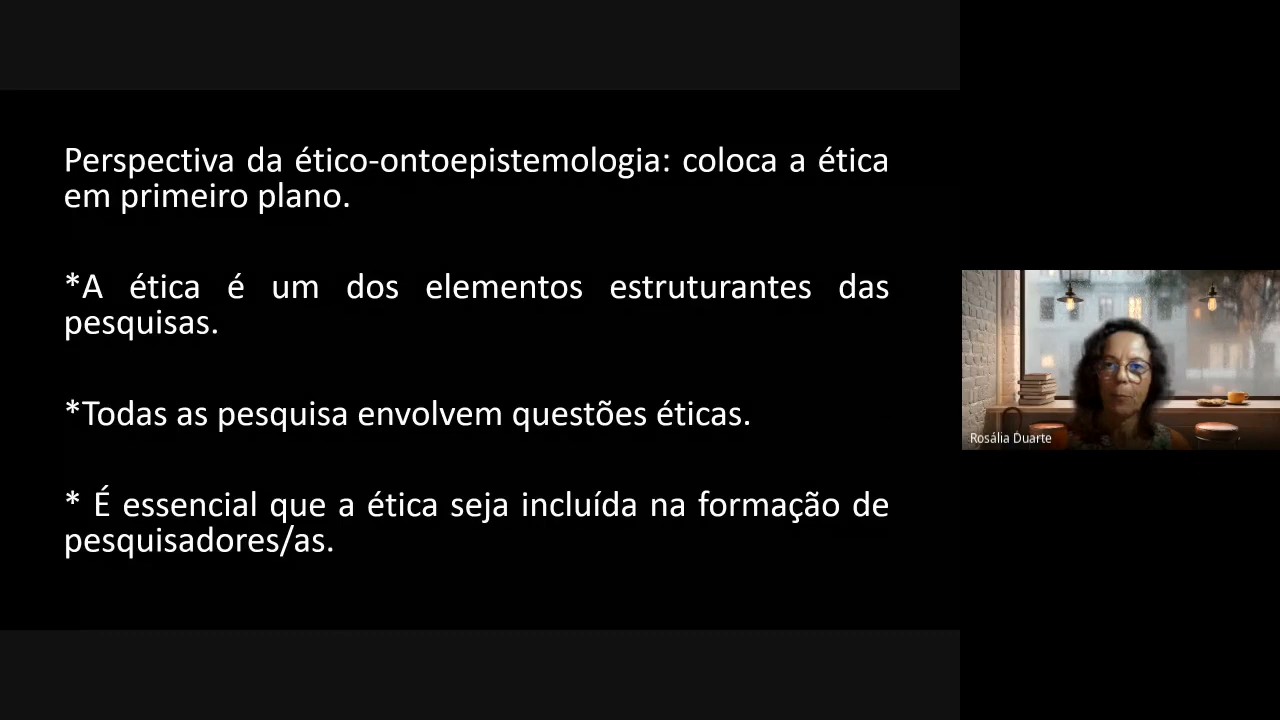 Perspectiva da ético-ontoepistemologia: coloca a ética
em primeiro plano.
*A ética é um dos elementos estruturantes das
pesquisas.
*Todas as pesquisa envolvem questões éticas.
* É essencial que a ética seja incluída na formação de
pesquisadores/as.
Rosália Duarte